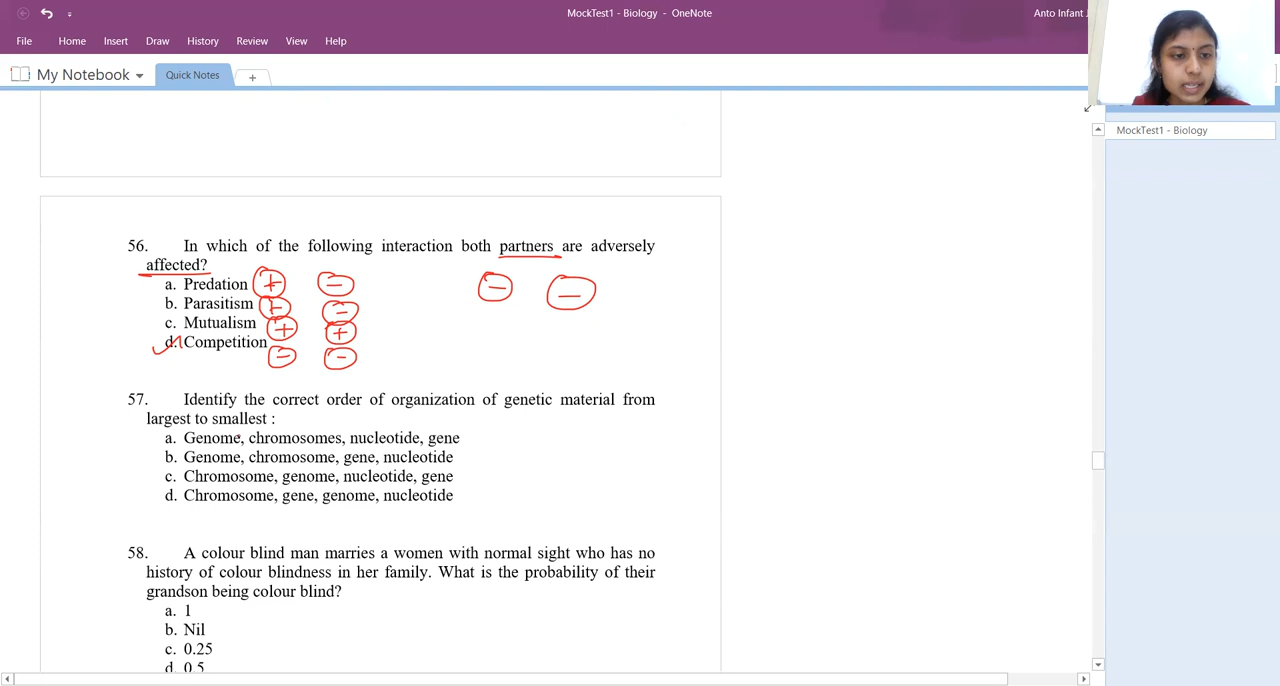 MockTest1 - Biology - OneNote
Anto Infant J
File Home Insert Draw History Review View Help
My Notebook
Quick Notes
+
MockTest1 - Biology
56. In which of the following interaction both partners are adversely
affected?
a. Predation + -
b. Parasitism + -
c. Mutualism + +
d. Competition - -
- -
57. Identify the correct order of organization of genetic material from
largest to smallest :
a. Genome, chromosomes, nucleotide, gene
b. Genome, chromosome, gene, nucleotide
c. Chromosome, genome, nucleotide, gene
d. Chromosome, gene, genome, nucleotide
58. A colour blind man marries a women with normal sight who has no
history of colour blindness in her family. What is the probability of their
grandson being colour blind?
a. 1
b. Nil
c. 0.25
d. 0.5